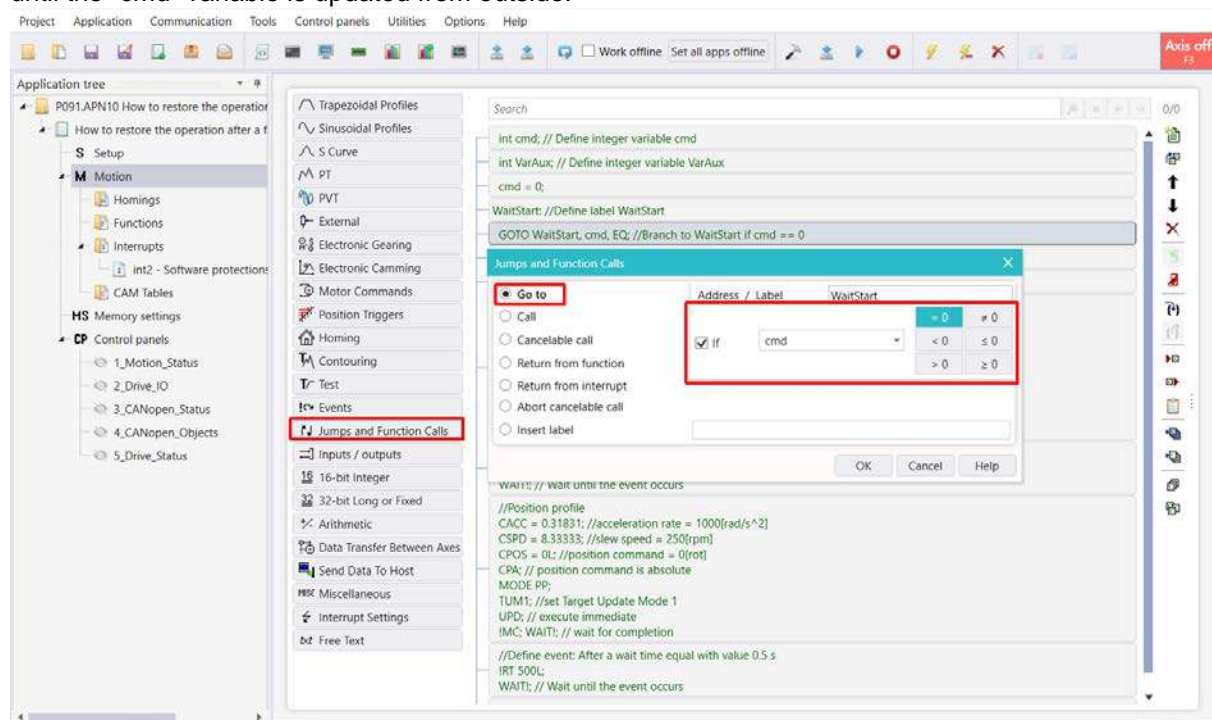 until the "cmd" variable is updated from outside.
Project Application Communication Tools Control panels Utilities Options Help
Work offline Set all apps offline
Axis off
F3
Application tree
P091.APN10 How to restore the operation
How to restore the operation after a f
S Setup
M Motion
Homings
Functions
Interrupts
int2 - Software protections
CAM Tables
HS Memory settings
CP Control panels
1_Motion_Status
2_Drive_IO
3_CANopen_Status
4_CANopen_Objects
5_Drive_Status
Trapezoidal Profiles
Sinusoidal Profiles
S Curve
PT
PVT
External
Electronic Gearing
Electronic Camming
Motor Commands
Position Triggers
Homing
Contouring
Test
Events
Jumps and Function Calls
Inputs / outputs
16-bit Integer
32-bit Long or Fixed
Arithmetic
Data Transfer Between Axes
Send Data To Host
Miscellaneous
Interrupt Settings
Free Text
Search
0/0
int cmd; // Define integer variable cmd
int VarAux; // Define integer variable VarAux
cmd = 0;
WaitStart: //Define label WaitStart
GOTO WaitStart, cmd, EQ; //Branch to WaitStart if cmd == 0
Jumps and Function Calls
Go to
Address / Label WaitStart
Call
Cancelable call
Return from function
Return from interrupt
Abort cancelable call
Insert label
If cmd
= 0 ≠ 0
< 0 ≤ 0
> 0 ≥ 0
OK Cancel Help
WAIT!; // Wait until the event occurs
//Position profile
CACC = 0.31831; //acceleration rate = 1000[rad/s^2]
CSPD = 8.33333; //slew speed = 250[rpm]
CPOS = 0L; //position command = 0[rot]
CPA; // position command is absolute
MODE PP;
TUM1; //set Target Update Mode 1
UPD; // execute immediate
!MC; WAIT!; // wait for completion
//Define event: After a wait time equal with value 0.5 s
!RT 500L;
WAIT!; // Wait until the event occurs